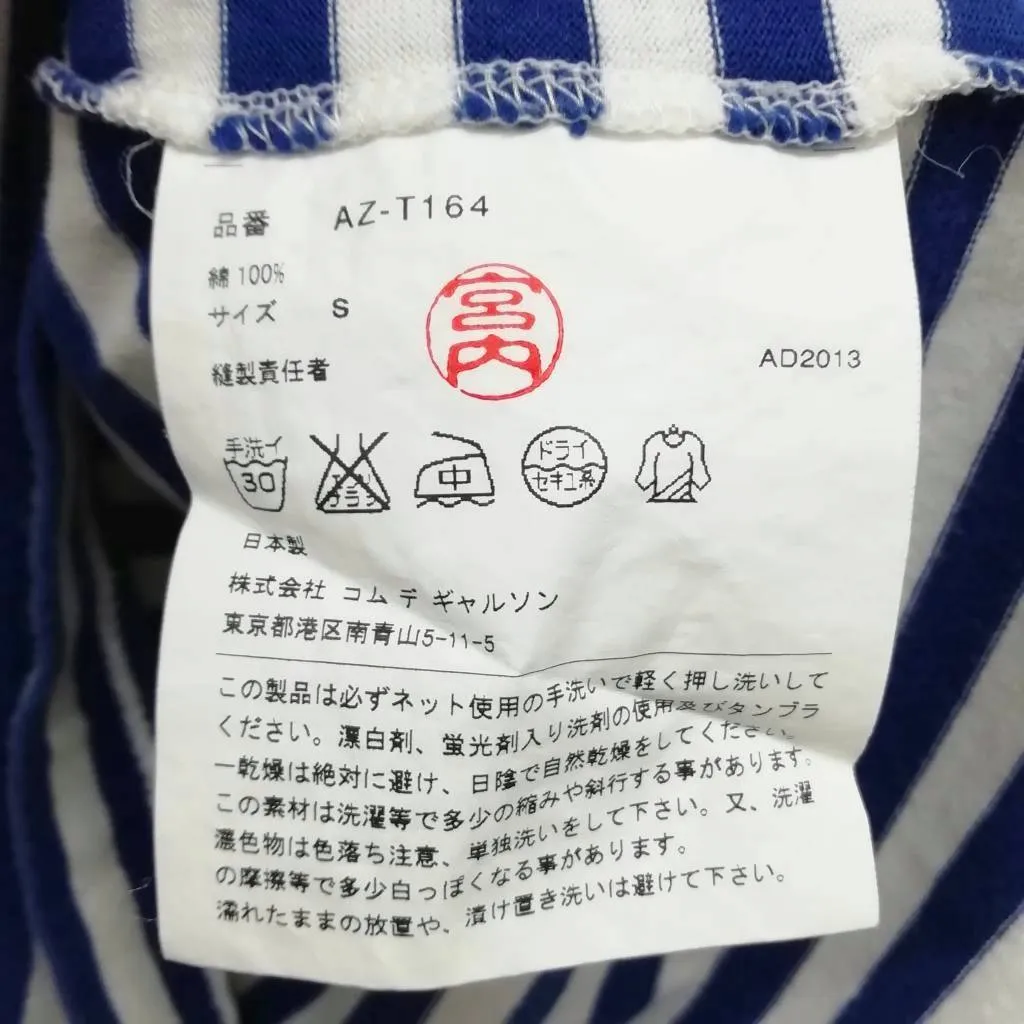 品番 AZ-T164
綿 100%
サイズ S
宮内
縫製責任者
AD2013
手洗イ
30
エンソ
サラシ
中
ドライ
セキユ系
日本製
株式会社 コム デ ギャルソン
東京都港区南青山5-11-5
この製品は必ずネット使用の手洗いで軽く押し洗いして
ください。漂白剤、蛍光剤入り洗剤の使用及びタンブラ
ー乾燥は絶対に避け、日陰で自然乾燥をしてください。
この素材は洗濯等で多少の縮みや斜行する事があります。
濃色物は色落ち注意、単独洗いをして下さい。又、洗濯
の摩擦等で多少白っぽくなる事があります。
濡れたままの放置や、漬け置き洗いは避けて下さい。